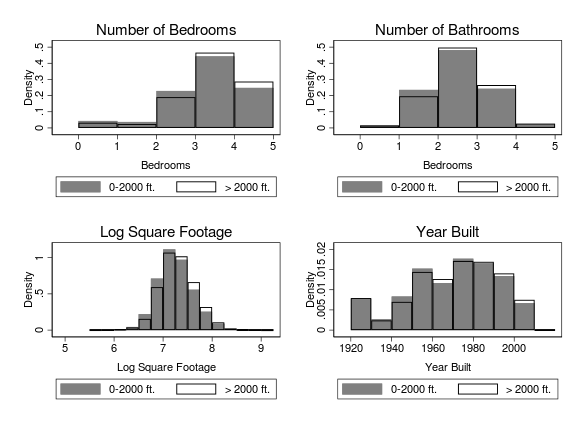 Number of Bedrooms
Density
0 .1 .2 .3 .4 .5
0 1 2 3 4 5
Bedrooms
0-2000 ft. > 2000 ft.
Number of Bathrooms
Density
0 .1 .2 .3 .4 .5
0 1 2 3 4 5
Bedrooms
0-2000 ft. > 2000 ft.
Log Square Footage
Density
0 .5 1
5 6 7 8 9
Log Square Footage
0-2000 ft. > 2000 ft.
Year Built
Density
0 .005 .01 .015 .02
1920 1940 1960 1980 2000
Year Built
0-2000 ft. > 2000 ft.